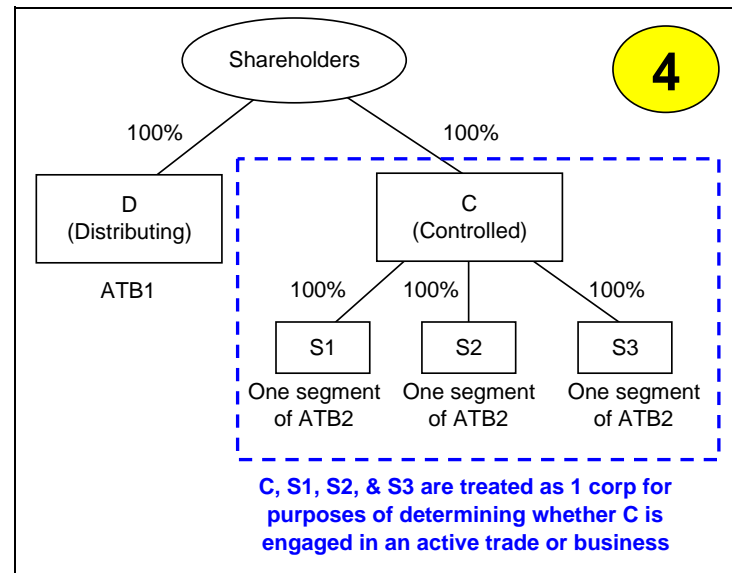 Shareholders
4
100%
100%
D
(Distributing)
C
(Controlled)
ATB1
100%
100%
100%
S1
S2
S3
One segment
of ATB2
One segment
of ATB2
One segment
of ATB2
C, S1, S2, & S3 are treated as 1 corp for
purposes of determining whether C is
engaged in an active trade or business